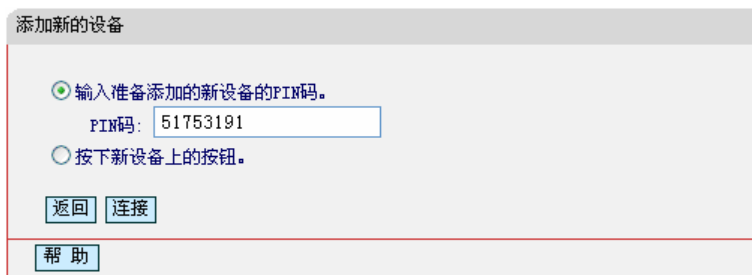 添加新的设备
输入准备添加的新设备的PIN码。
PIN码: 51753191
按下新设备上的按钮。
返回 连接
帮 助